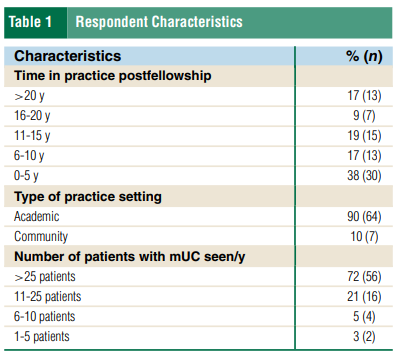 Table 1 Respondent Characteristics
Characteristics % (n)
Time in practice postfellowship
>20 y 17 (13)
16-20 y 9 (7)
11-15 y 19 (15)
6-10 y 17 (13)
0-5 y 38 (30)
Type of practice setting
Academic 90 (64)
Community 10 (7)
Number of patients with mUC seen/y
>25 patients 72 (56)
11-25 patients 21 (16)
6-10 patients 5 (4)
1-5 patients 3 (2)